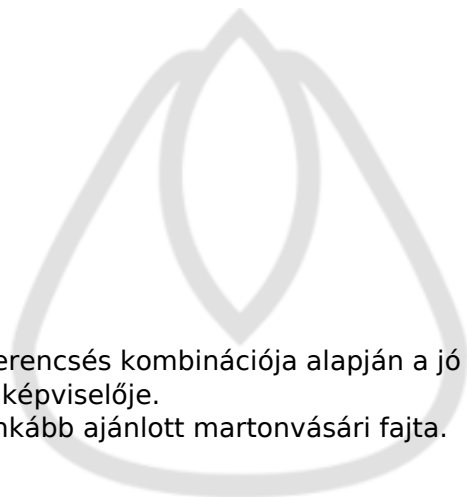 erencsés kombinációja alapján a jó
képviselője.
nkább ajánlott martonvásári fajta.